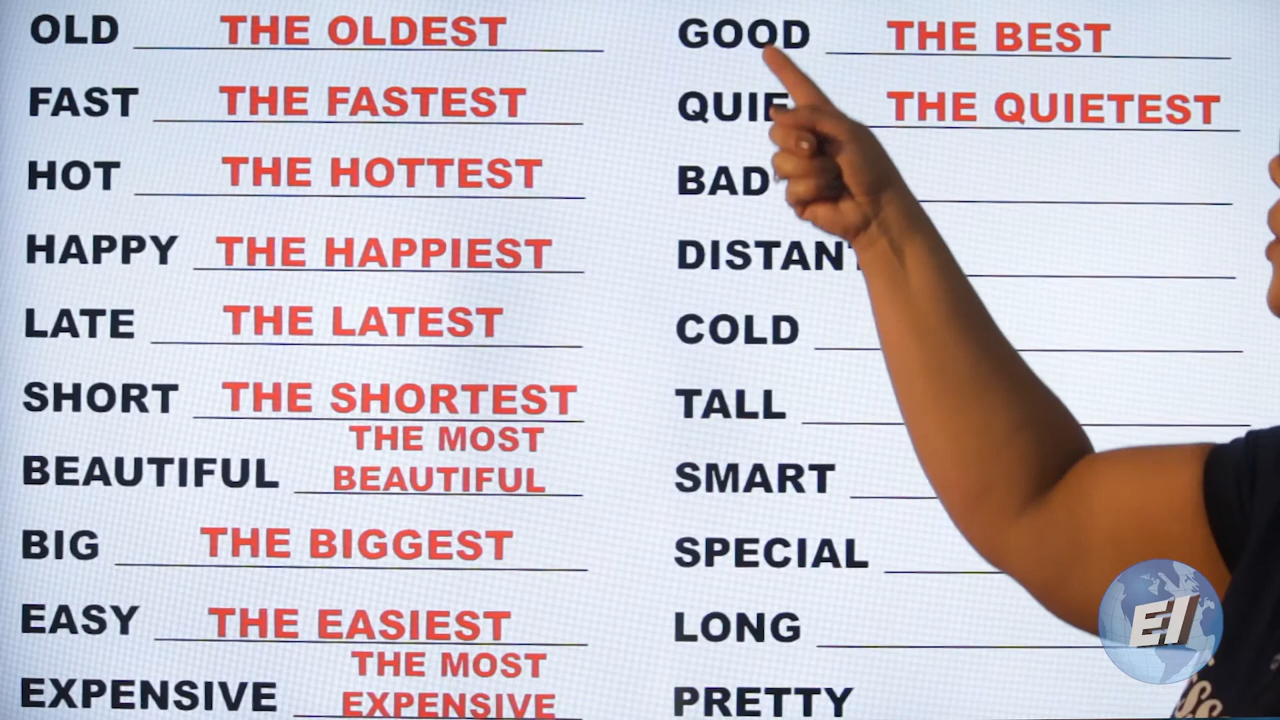 OLD THE OLDEST
FAST THE FASTEST
HOT THE HOTTEST
HAPPY THE HAPPIEST
LATE THE LATEST
SHORT THE SHORTEST
THE MOST
BEAUTIFUL BEAUTIFUL
BIG THE BIGGEST
EASY THE EASIEST
THE MOST
EXPENSIVE EXPENSIVE
GOOD THE BEST
QUIE THE QUIETEST
BAD
DISTANT
COLD
TALL
SMART
SPECIAL
LONG
PRETTY
EI